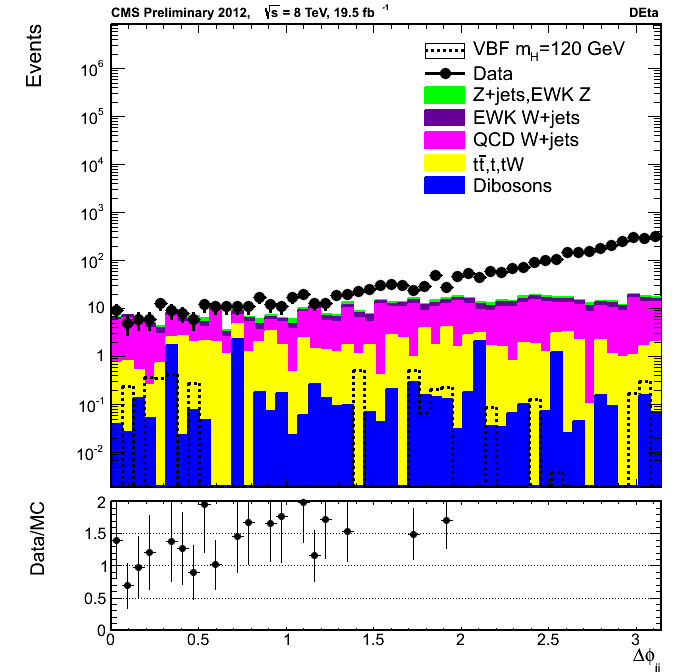 CMS Preliminary 2012, √s = 8 TeV, 19.5 fb⁻¹ DEta
Events
VBF m_H=120 GeV
Data
Z+jets,EWK Z
EWK W+jets
QCD W+jets
tt̄,t,tW
Dibosons
10⁶
10⁵
10⁴
10³
10²
10
1
10⁻¹
10⁻²
Data/MC
2
1.5
1
0.5
0
0 0.5 1 1.5 2 2.5 3
Δϕ_jj